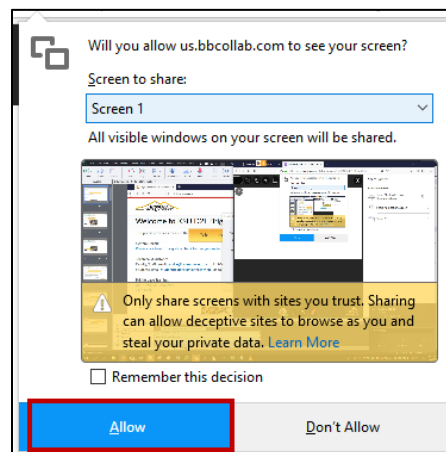 Will you allow us.bbcollab.com to see your screen?
Screen to share:
Screen 1
All visible windows on your screen will be shared.
Welcome to
Only share screens with sites you trust. Sharing
can allow deceptive sites to browse as you and
steal your private data. Learn More
Remember this decision
Allow
Don't Allow